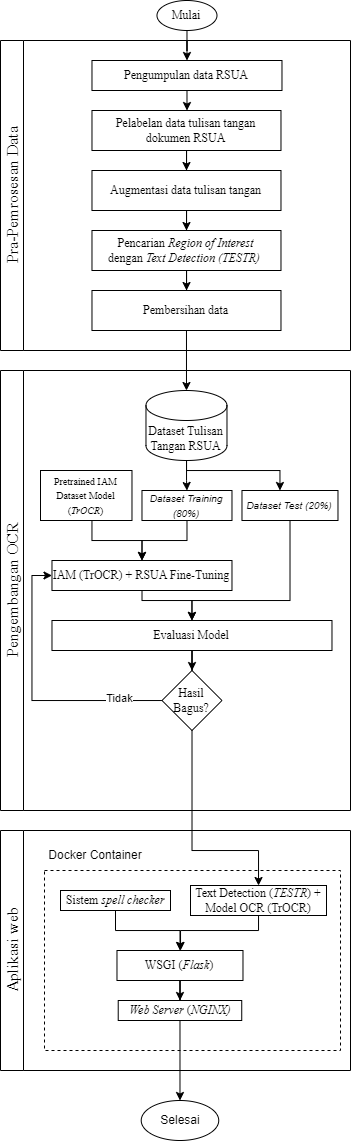 Mulai
Pra-Pemrosesan Data
Pengumpulan data RSUA
Pelabelan data tulisan tangan
dokumen RSUA
Augmentasi data tulisan tangan
Pencarian Region of Interest
dengan Text Detection (TESTR)
Pembersihan data
Pengembangan OCR
Dataset Tulisan
Tangan RSUA
Pretrained IAM
Dataset Model
(TrOCR)
Dataset Training
(80%)
Dataset Test (20%)
IAM (TrOCR) + RSUA Fine-Tuning
Evaluasi Model
Hasil
Bagus?
Tidak
Aplikasi web
Docker Container
Sistem spell checker
Text Detection (TESTR) +
Model OCR (TrOCR)
WSGI (Flask)
Web Server (NGINX)
Selesai